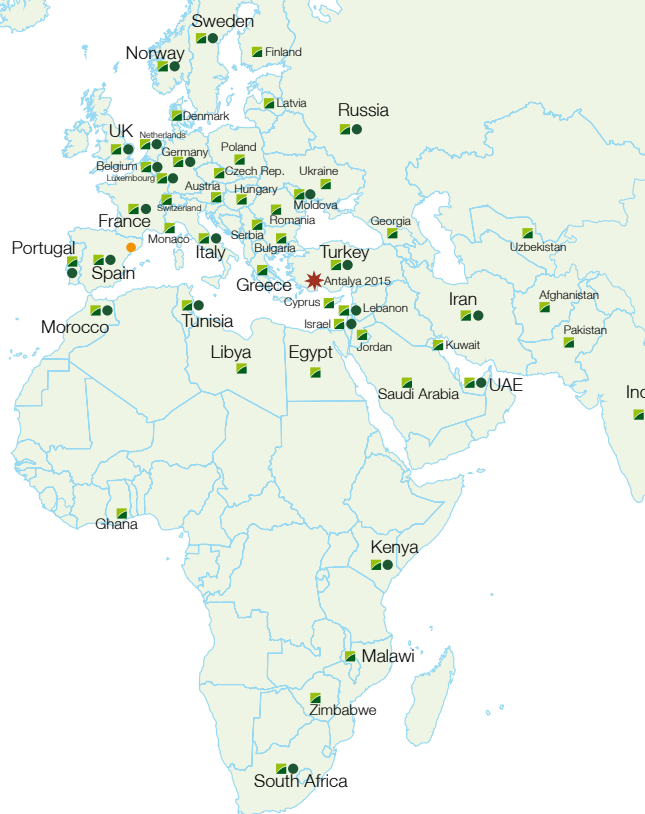 Sweden
Norway
Finland
Latvia
Denmark
Russia
UK
Netherlands
Poland
Germany
Belgium
Czech Rep.
Ukraine
Luxembourg
Austria
Hungary
Switzerland
Moldova
France
Romania
Georgia
Serbia
Monaco
Bulgaria
Uzbekistan
Portugal
Italy
Turkey
Spain
Greece
Antalya 2015
Cyprus
Iran
Afghanistan
Lebanon
Morocco
Tunisia
Israel
Pakistan
Jordan
Kuwait
Libya
Egypt
Saudi Arabia
UAE
Ghana
Kenya
Malawi
Zimbabwe
South Africa